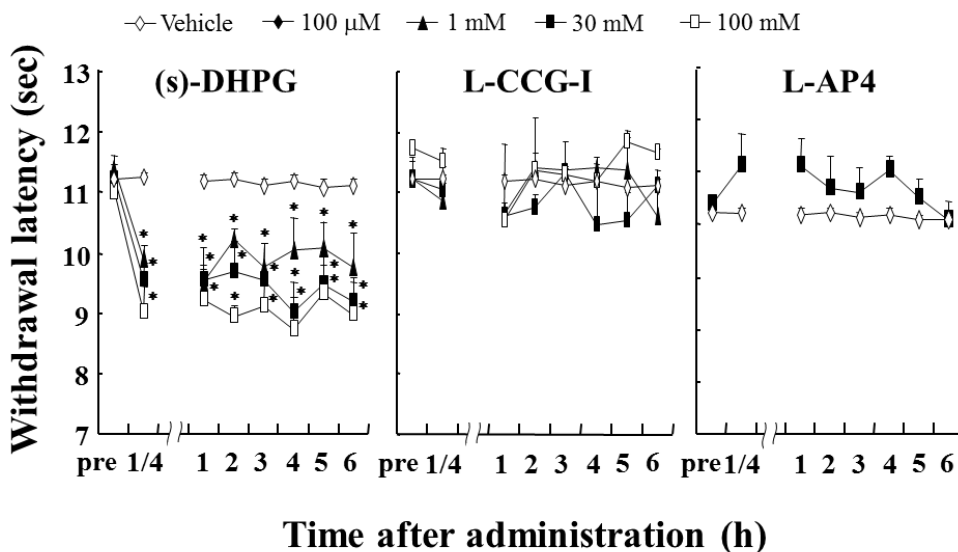 Vehicle 100 μM 1 mM 30 mM 100 mM
Withdrawal latency (sec)
(s)-DHPG L-CCG-I L-AP4
13
12
11
10
9
8
7
pre 1/4 1 2 3 4 5 6 pre 1/4 1 2 3 4 5 6 pre 1/4 1 2 3 4 5 6
Time after administration (h)